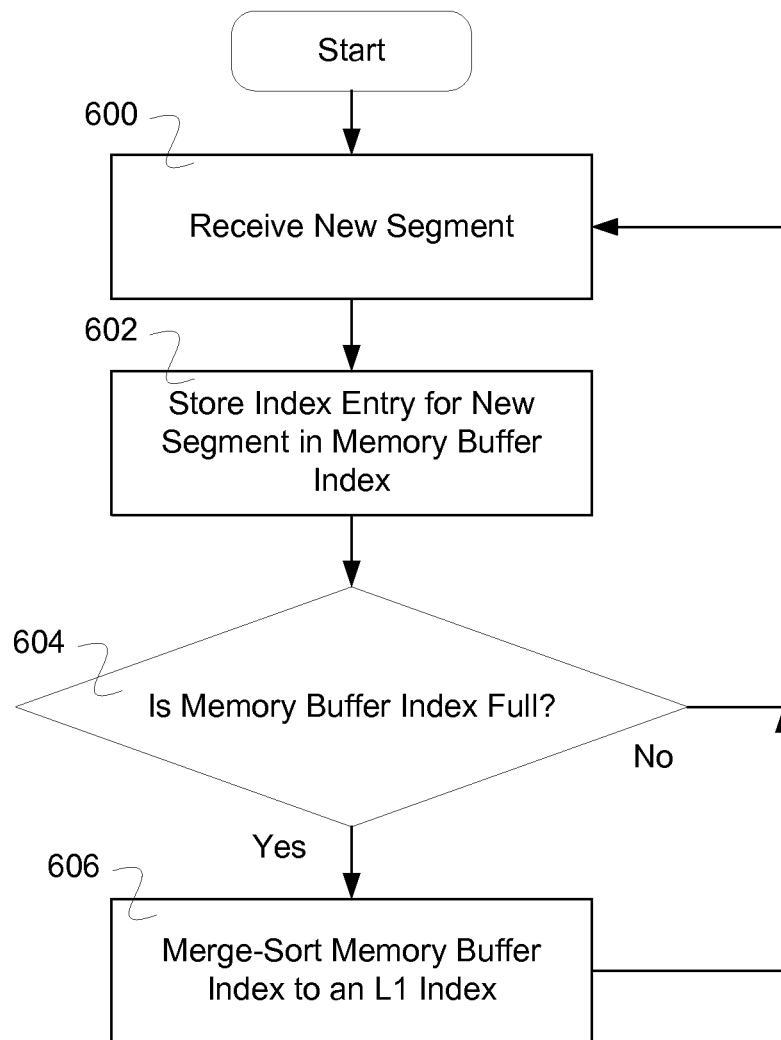 Start
600
Receive New Segment
602
Store Index Entry for New
Segment in Memory Buffer
Index
604
Is Memory Buffer Index Full?
No
Yes
606
Merge-Sort Memory Buffer
Index to an L1 Index